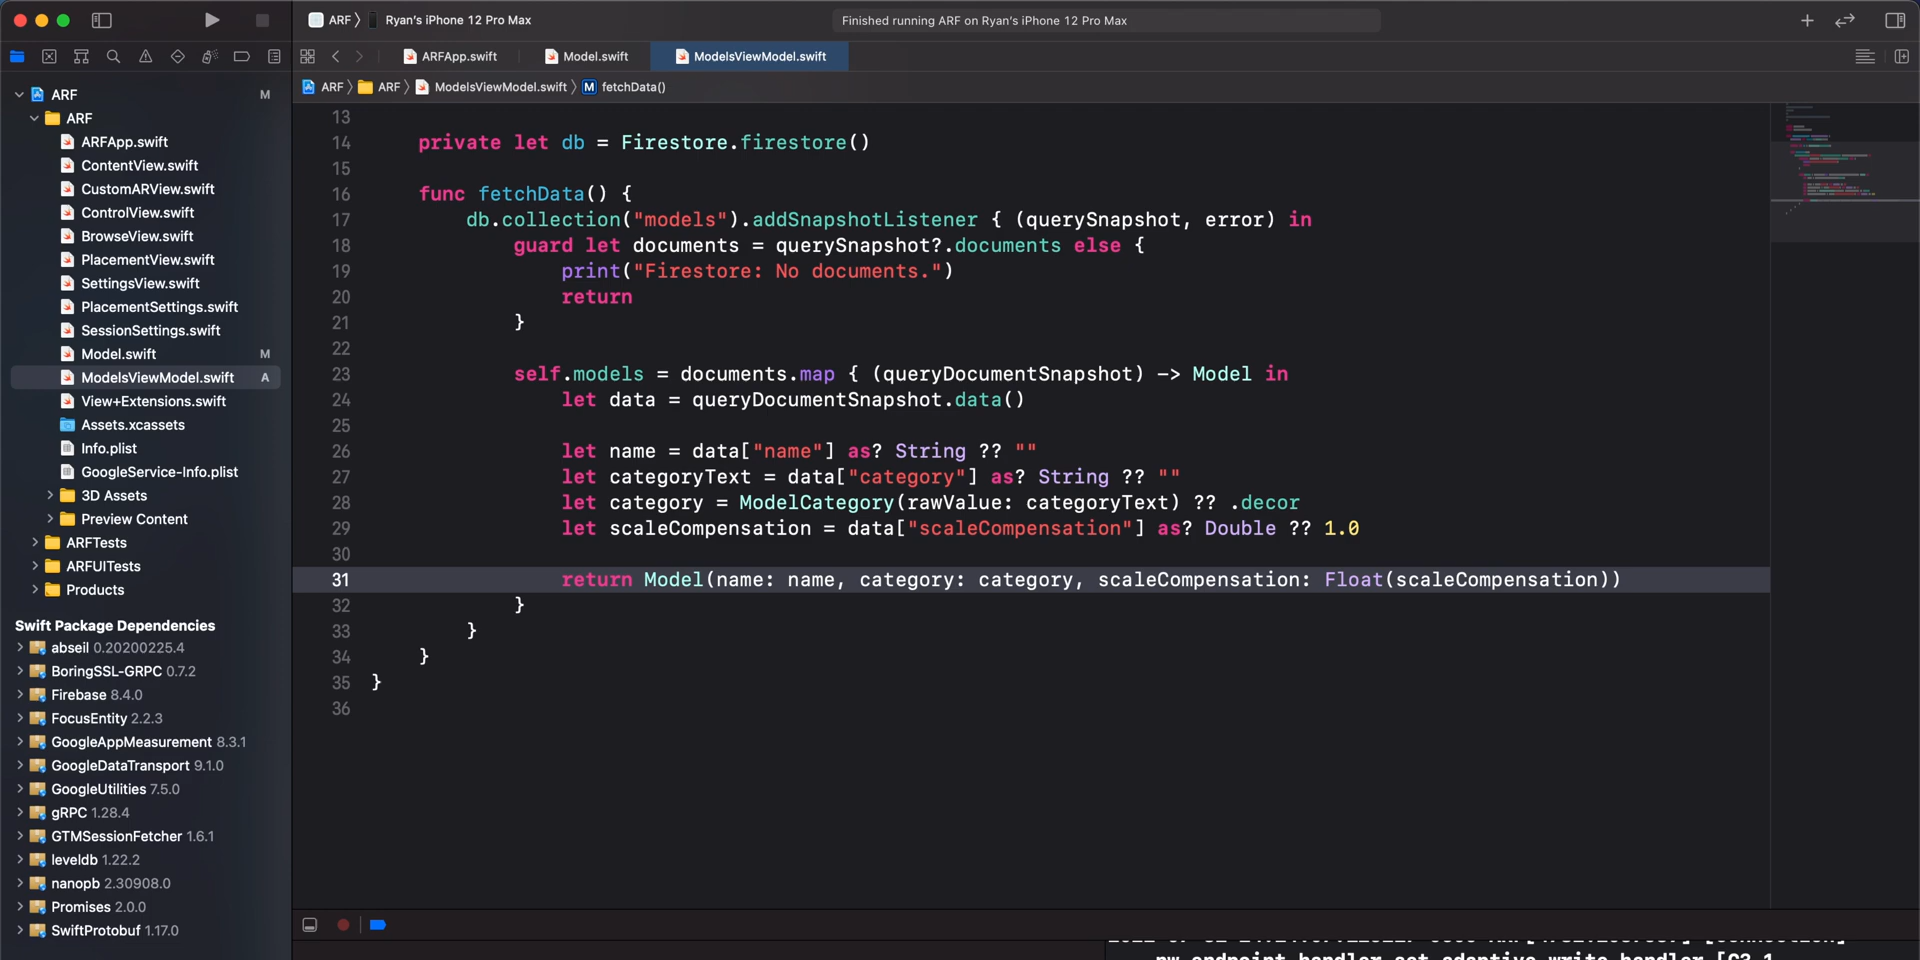 ARF Ryan's iPhone 12 Pro Max
Finished running ARF on Ryan's iPhone 12 Pro Max
ARFApp.swift
Model.swift
ModelsViewModel.swift
ARF
ARF
ModelsViewModel.swift
M fetchData()
ARF M
ARF
ARFApp.swift
ContentView.swift
CustomARView.swift
ControlView.swift
BrowseView.swift
PlacementView.swift
SettingsView.swift
PlacementSettings.swift
SessionSettings.swift
Model.swift M
ModelsViewModel.swift A
View+Extensions.swift
Assets.xcassets
Info.plist
GoogleService-Info.plist
3D Assets
Preview Content
ARFTests
ARFUITests
Products
Swift Package Dependencies
abseil 0.20200225.4
BoringSSL-GRPC 0.7.2
Firebase 8.4.0
FocusEntity 2.2.3
GoogleAppMeasurement 8.3.1
GoogleDataTransport 9.1.0
GoogleUtilities 7.5.0
gRPC 1.28.4
GTMSessionFetcher 1.6.1
leveldb 1.22.2
nanopb 2.30908.0
Promises 2.0.0
SwiftProtobuf 1.17.0
13
14 private let db = Firestore.firestore()
15
16 func fetchData() {
17 db.collection("models").addSnapshotListener { (querySnapshot, error) in
18 guard let documents = querySnapshot?.documents else {
19 print("Firestore: No documents.")
20 return
21 }
22
23 self.models = documents.map { (queryDocumentSnapshot) -> Model in
24 let data = queryDocumentSnapshot.data()
25
26 let name = data["name"] as? String ?? ""
27 let categoryText = data["category"] as? String ?? ""
28 let category = ModelCategory(rawValue: categoryText) ?? .decor
29 let scaleCompensation = data["scaleCompensation"] as? Double ?? 1.0
30
31 return Model(name: name, category: category, scaleCompensation: Float(scaleCompensation))
32 }
33 }
34 }
35 }
36
nw_endpoint_handler_set_adaptive_write_handler [C3.1